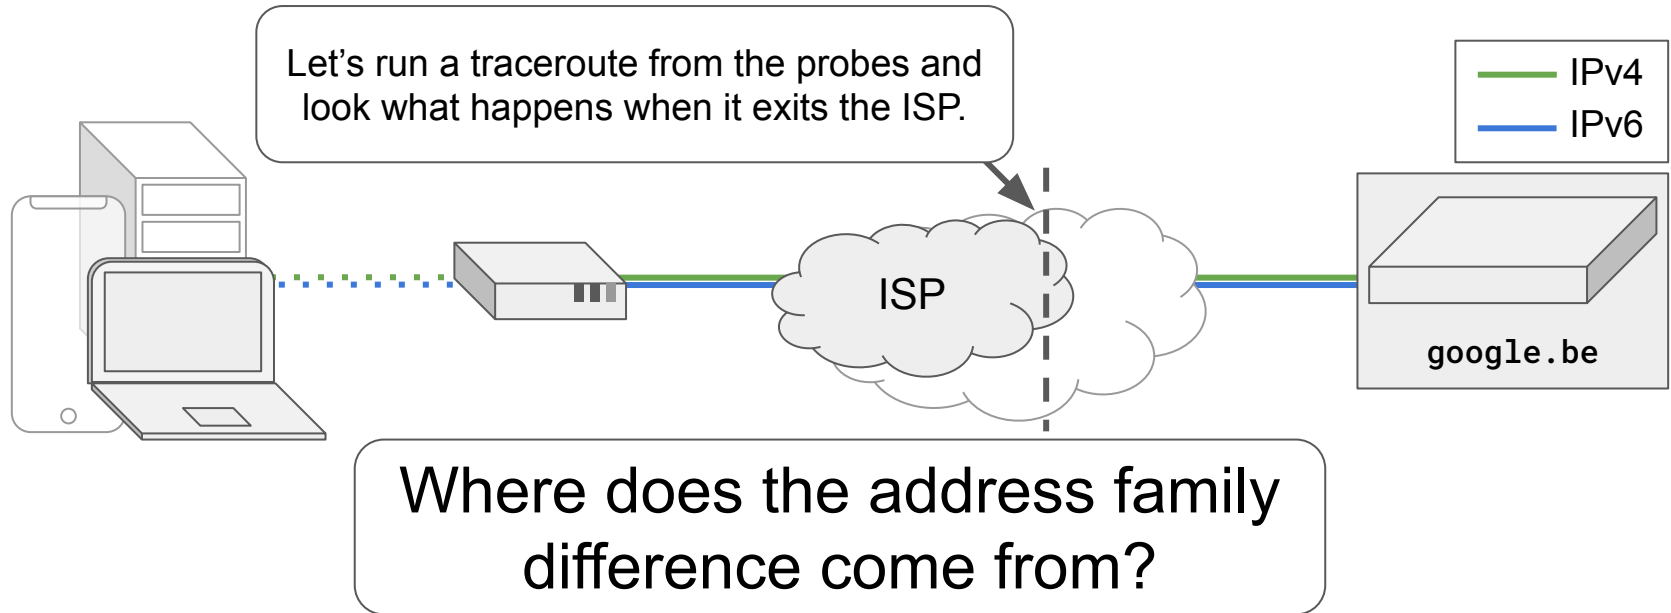 Let’s run a traceroute from the probes and
look what happens when it exits the ISP.
IPv4
IPv6
ISP
google.be
Where does the address family
difference come from?